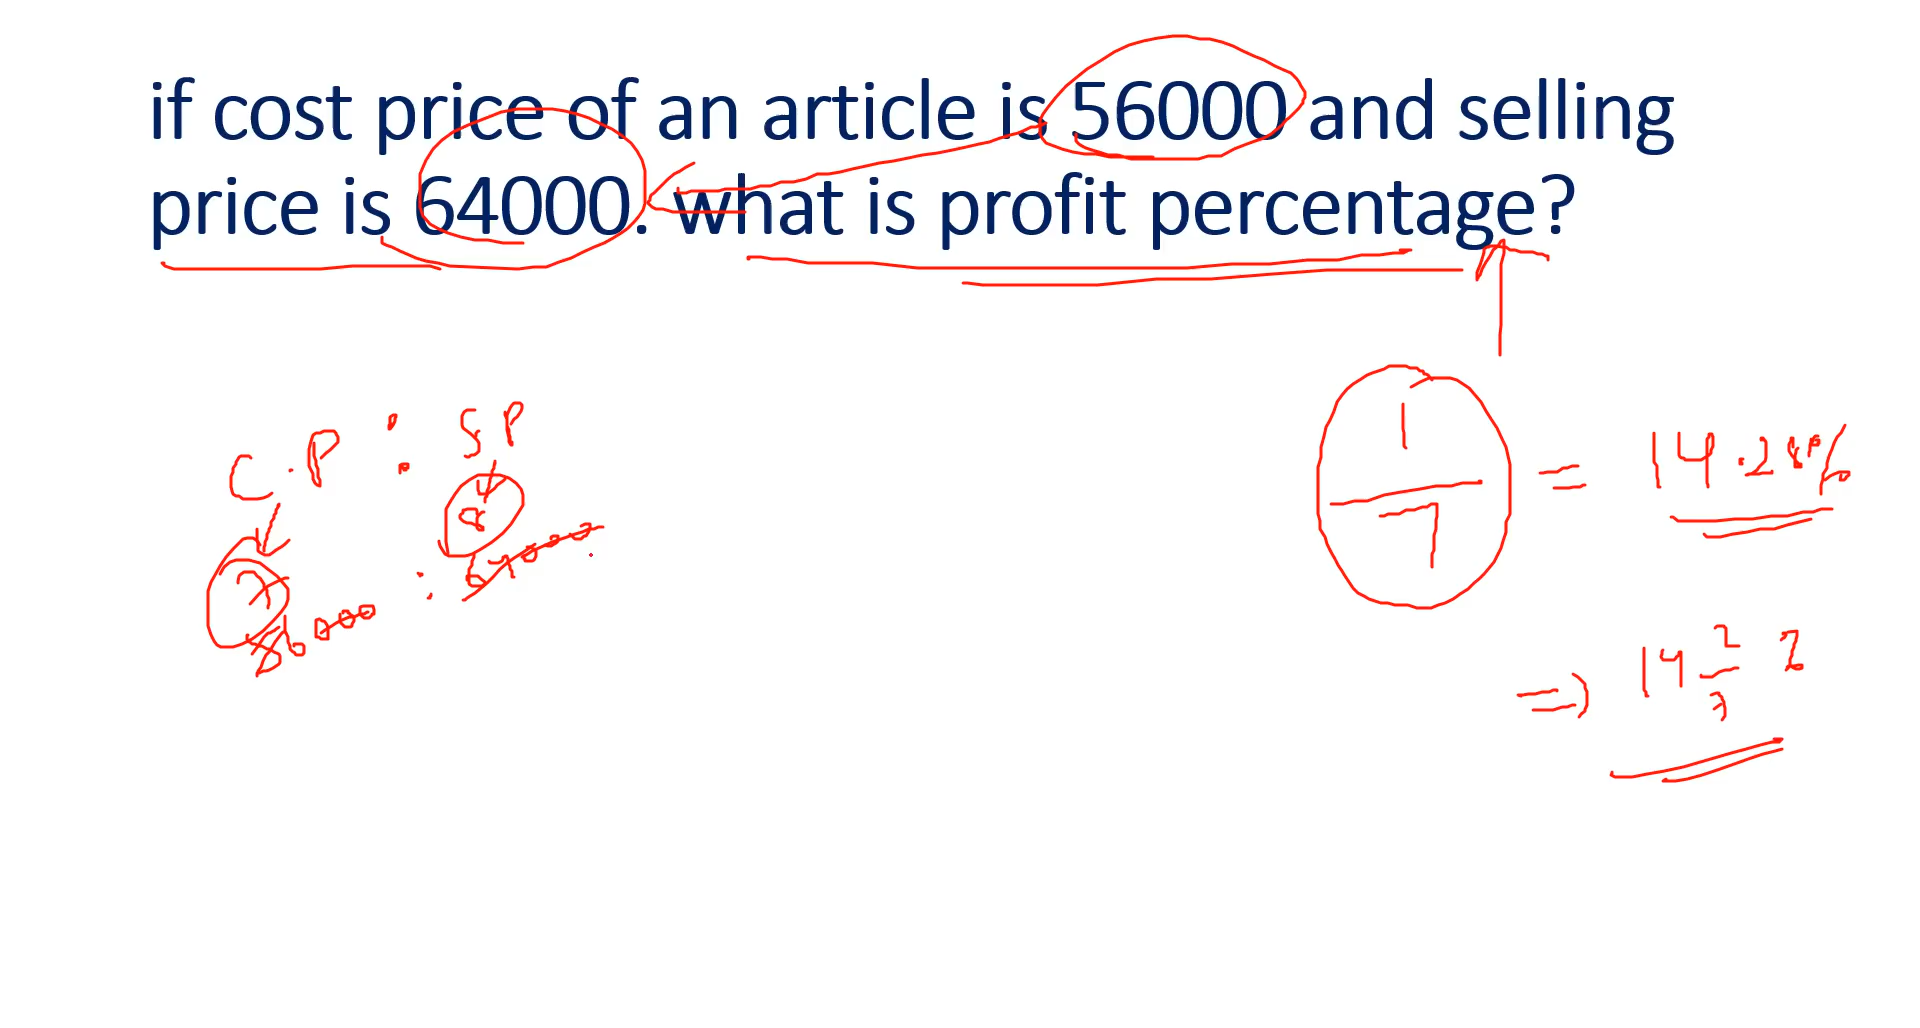 if cost price of an article is 56000 and selling
price is 64000. what is profit percentage?
C.P : SP
7 8
56000 : 64000
1/7 = 14.28%
=> 14 2/7 %